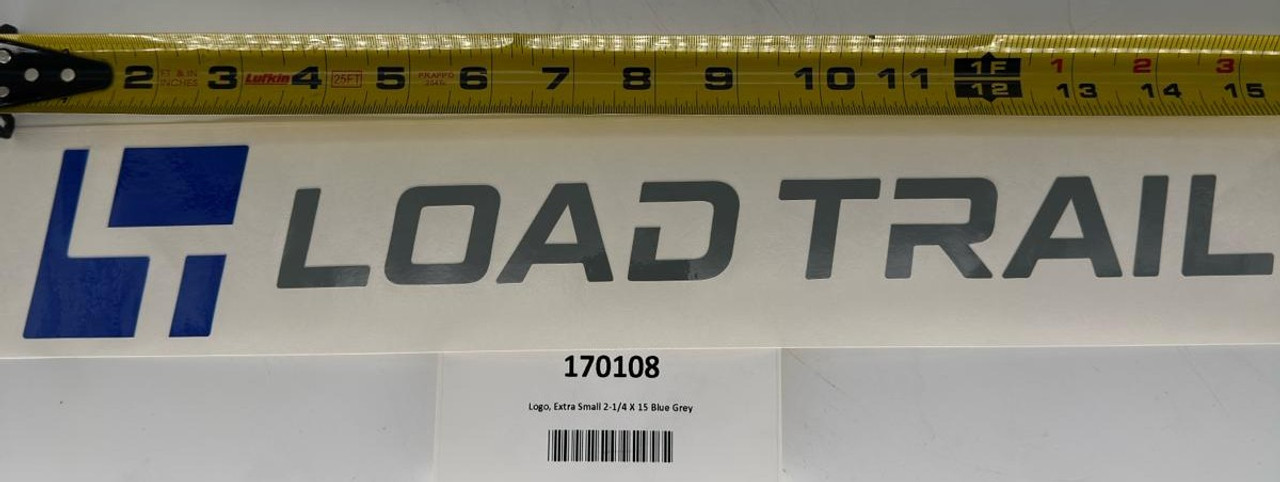 2 FT & IN INCHES 3 Lufkin 4 25FT 5 6 7 8 9 10 11 1F 1 2 3
12 13 14 15
LOAD TRAIL
170108
Logo, Extra Small 2-1/4 X 15 Blue Grey